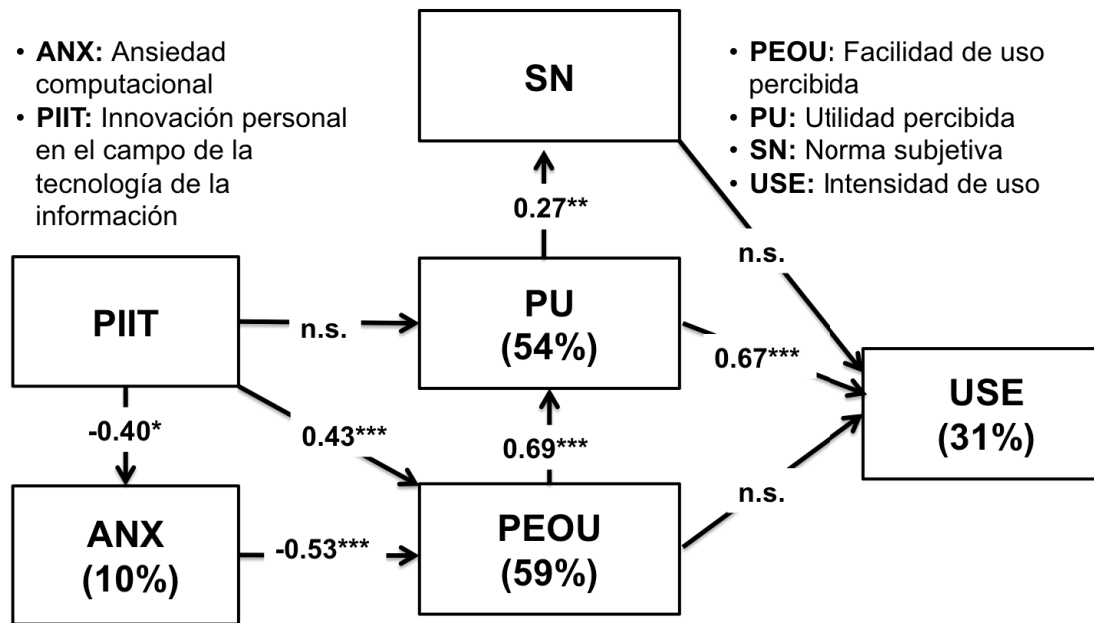 • ANX: Ansiedad
computacional
• PIIT: Innovación personal
en el campo de la
tecnología de la
información
SN
• PEOU: Facilidad de uso
percibida
• PU: Utilidad percibida
• SN: Norma subjetiva
• USE: Intensidad de uso
0.27**
n.s.
PIIT
n.s.
PU
(54%)
0.67***
USE
(31%)
-0.40*
0.43***
0.69***
n.s.
ANX
(10%)
-0.53***
PEOU
(59%)